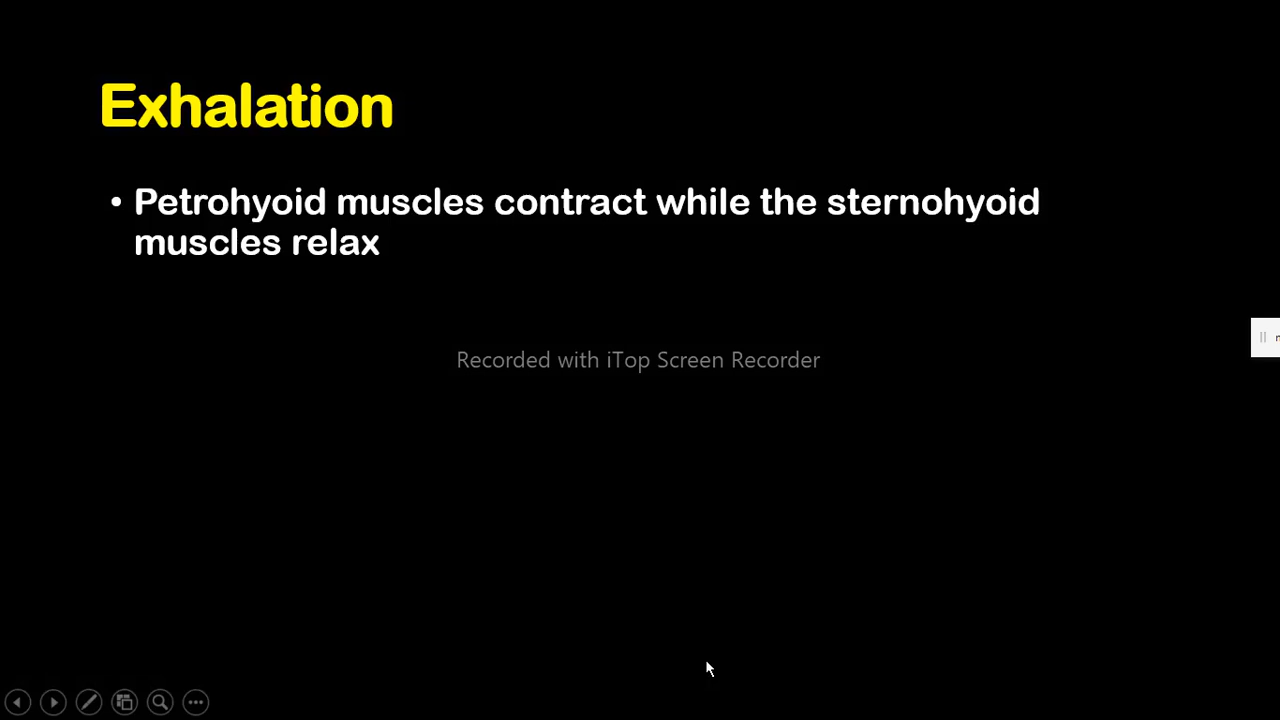 Exhalation
• Petrohyoid muscles contract while the sternohyoid
muscles relax
Recorded with iTop Screen Recorder